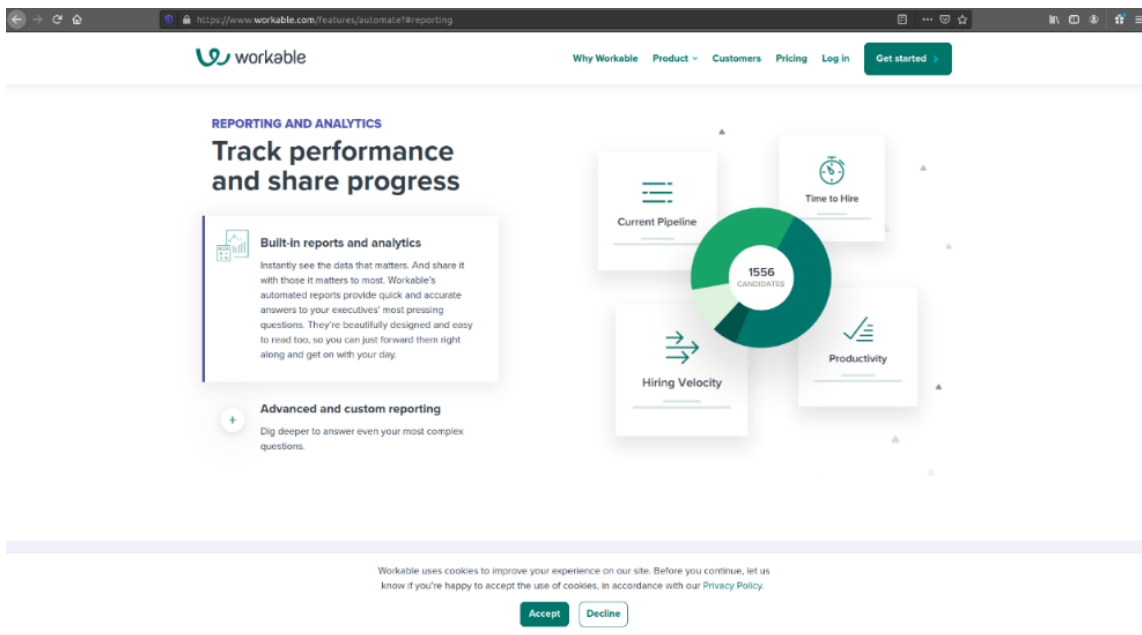 https://www.workable.com/features/automate?#reporting
workable
Why Workable Product Customers Pricing Log in Get started
REPORTING AND ANALYTICS
Track performance
and share progress
Built-in reports and analytics
Instantly see the data that matters. And share it
with those it matters to most. Workable's
automated reports provide quick and accurate
answers to your executives' most pressing
questions. They're beautifully designed and easy
to read too, so you can just forward them right
along and get on with your day.
Advanced and custom reporting
Dig deeper to answer even your most complex
questions.
Current Pipeline
Time to Hire
1556
CANDIDATES
Hiring Velocity
Productivity
Workable uses cookies to improve your experience on our site. Before you continue, let us
know if you're happy to accept the use of cookies, in accordance with our Privacy Policy.
Accept Decline